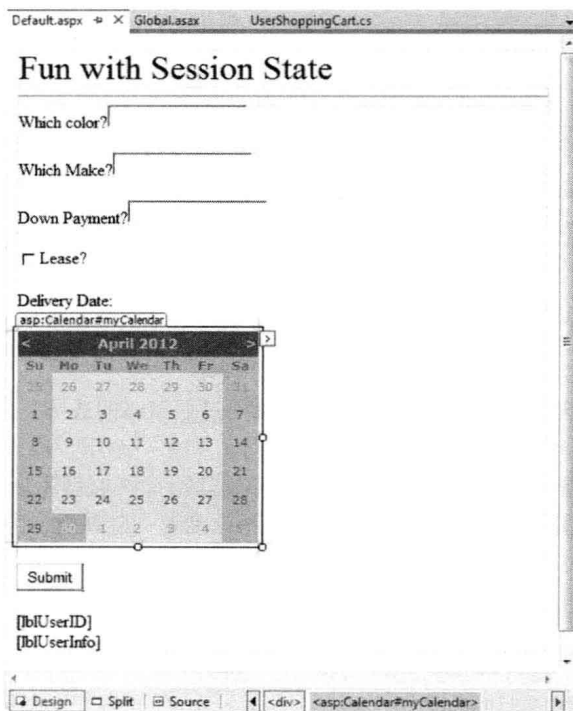 Default.aspx Global.asax UserShoppingCart.cs
Fun with Session State
Which color?
Which Make?
Down Payment?
Lease?
Delivery Date:
asp:Calendar#myCalendar
< April 2012 >
Su Mo Tu We Th Fr Sa
25 26 27 28 29 30 31
1 2 3 4 5 6 7
8 9 10 11 12 13 14
15 16 17 18 19 20 21
22 23 24 25 26 27 28
29 30 1 2 3 4 5
Submit
[lblUserID]
[lblUserInfo]
Design Split Source <div> <asp:Calendar#myCalendar>